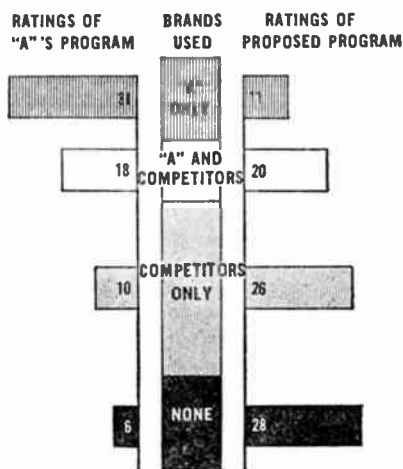 RATINGS OF
"A"'S PROGRAM
BRANDS
USED
RATINGS OF
PROPOSED PROGRAM
31
"A"
ONLY
11
18
"A" AND
COMPETITORS
20
10
COMPETITORS
ONLY
26
6
NONE
28